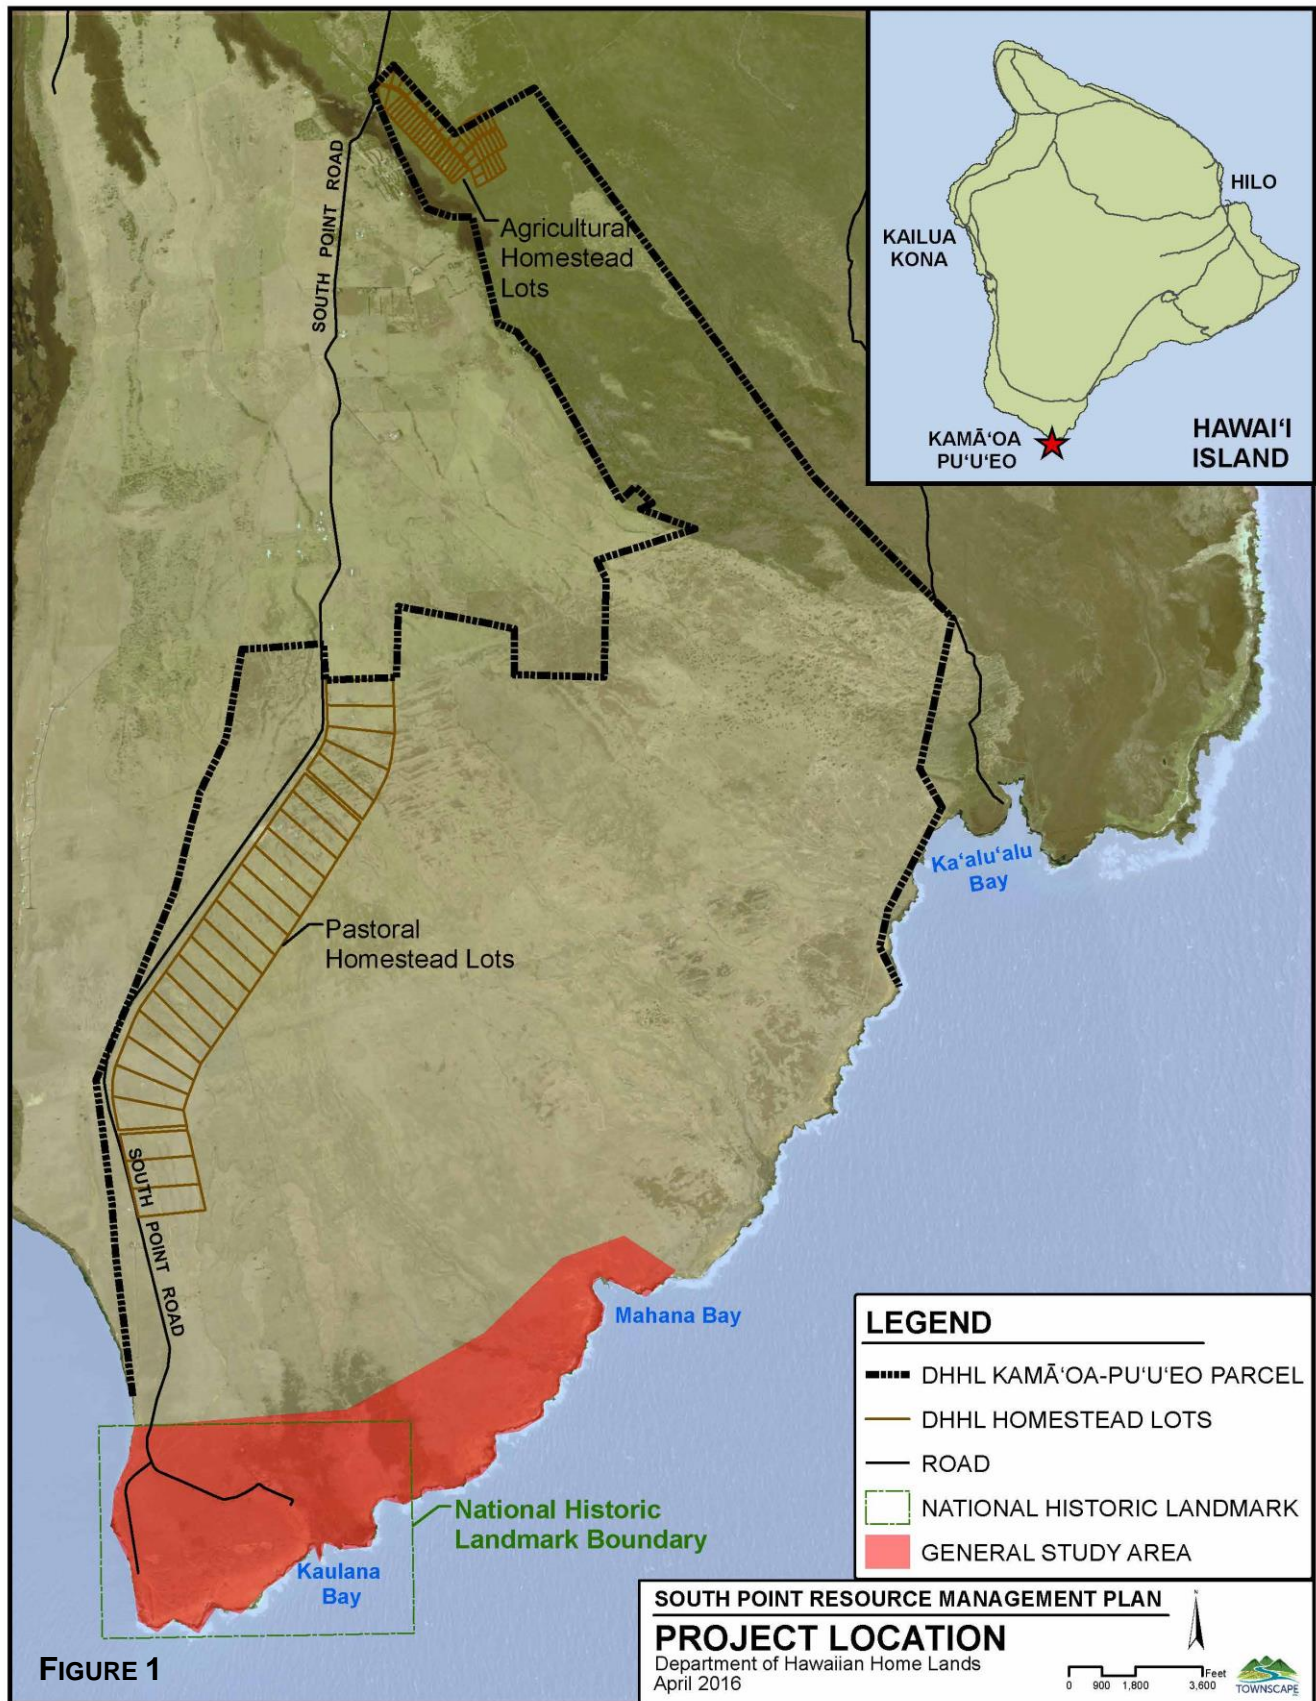 HILO
KAILUA
KONA
KAMĀ‘OA
PU‘U‘EO
HAWAI‘I
ISLAND
SOUTH POINT ROAD
Agricultural
Homestead
Lots
Ka‘alu‘alu
Bay
Pastoral
Homestead Lots
SOUTH POINT ROAD
Mahana Bay
National Historic
Landmark Boundary
Kaulana
Bay
LEGEND
DHHL KAMĀ‘OA-PU‘U‘EO PARCEL
DHHL HOMESTEAD LOTS
ROAD
NATIONAL HISTORIC LANDMARK
GENERAL STUDY AREA
SOUTH POINT RESOURCE MANAGEMENT PLAN
PROJECT LOCATION
Department of Hawaiian Home Lands
April 2016
N
Feet
0 900 1,800 3,600
TOWNSCAPE
FIGURE 1